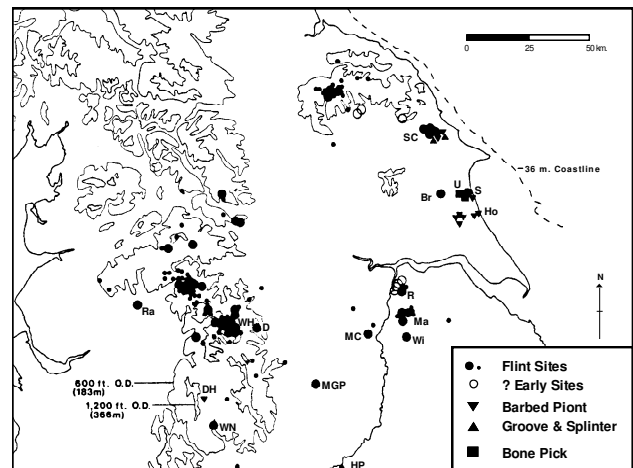 0 25 50 km.
SC
36 m. Coastline
Br U S
Ho
N
R
Ra
WH D
Ma
MC Wi
600 ft. O.D.
(183m)
DH
MGP
1,200 ft. O.D.
(366m)
WN
HP
Flint Sites
? Early Sites
Barbed Piont
Groove & Splinter
Bone Pick